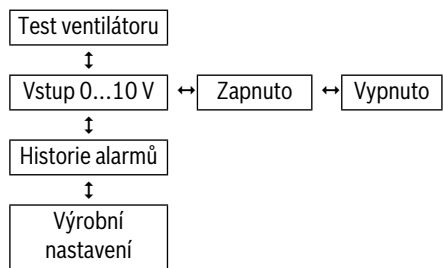 Test ventilátoru
Vstup 0...10 V ↔ Zapnuto ↔ Vypnuto
Historie alarmů
Výrobní
nastavení